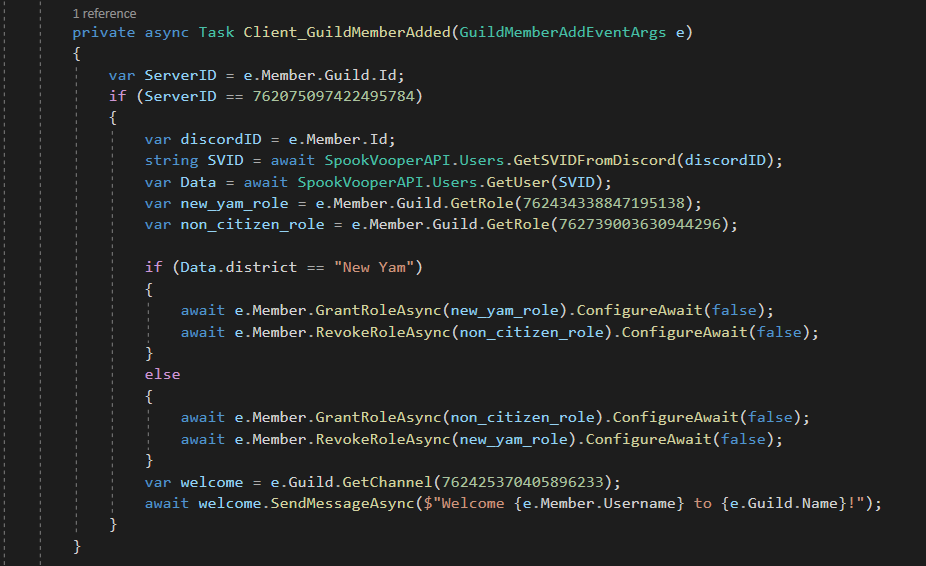 1 reference
private async Task Client_GuildMemberAdded(GuildMemberAddEventArgs e)
{
var ServerID = e.Member.Guild.Id;
if (ServerID == 762075097422495784)
{
var discordID = e.Member.Id;
string SVID = await SpookVooperAPI.Users.GetSVIDFromDiscord(discordID);
var Data = await SpookVooperAPI.Users.GetUser(SVID);
var new_yam_role = e.Member.Guild.GetRole(762434338847195138);
var non_citizen_role = e.Member.Guild.GetRole(762739003630944296);
if (Data.district == "New Yam")
{
await e.Member.GrantRoleAsync(new_yam_role).ConfigureAwait(false);
await e.Member.RevokeRoleAsync(non_citizen_role).ConfigureAwait(false);
}
else
{
await e.Member.GrantRoleAsync(non_citizen_role).ConfigureAwait(false);
await e.Member.RevokeRoleAsync(new_yam_role).ConfigureAwait(false);
}
var welcome = e.Guild.GetChannel(762425370405896233);
await welcome.SendMessageAsync($"Welcome {e.Member.Username} to {e.Guild.Name}!");
}
}